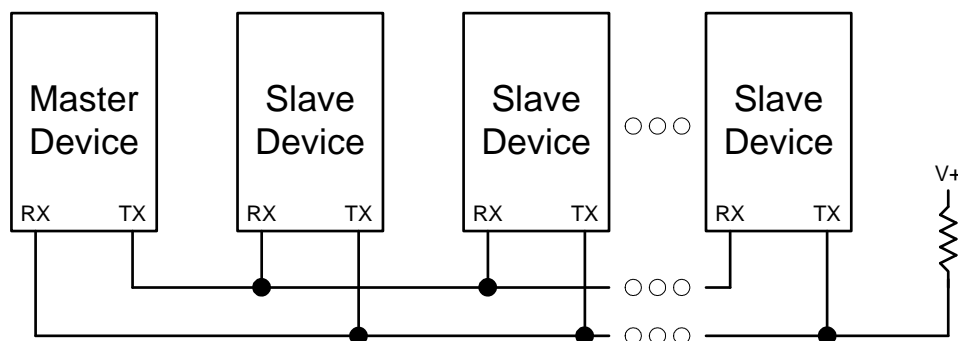 Master
Device
Slave
Device
Slave
Device
Slave
Device
RX TX
RX TX
RX TX
RX TX
V+